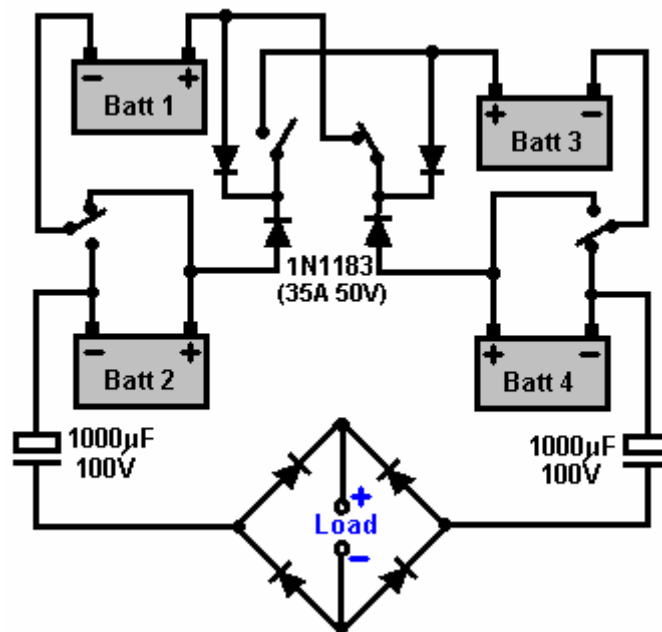 - +
Batt 1
+ -
Batt 3
1N1183
(35A 50V)
- +
Batt 2
+ -
Batt 4
1000µF
100V
1000µF
100V
+
Load
-